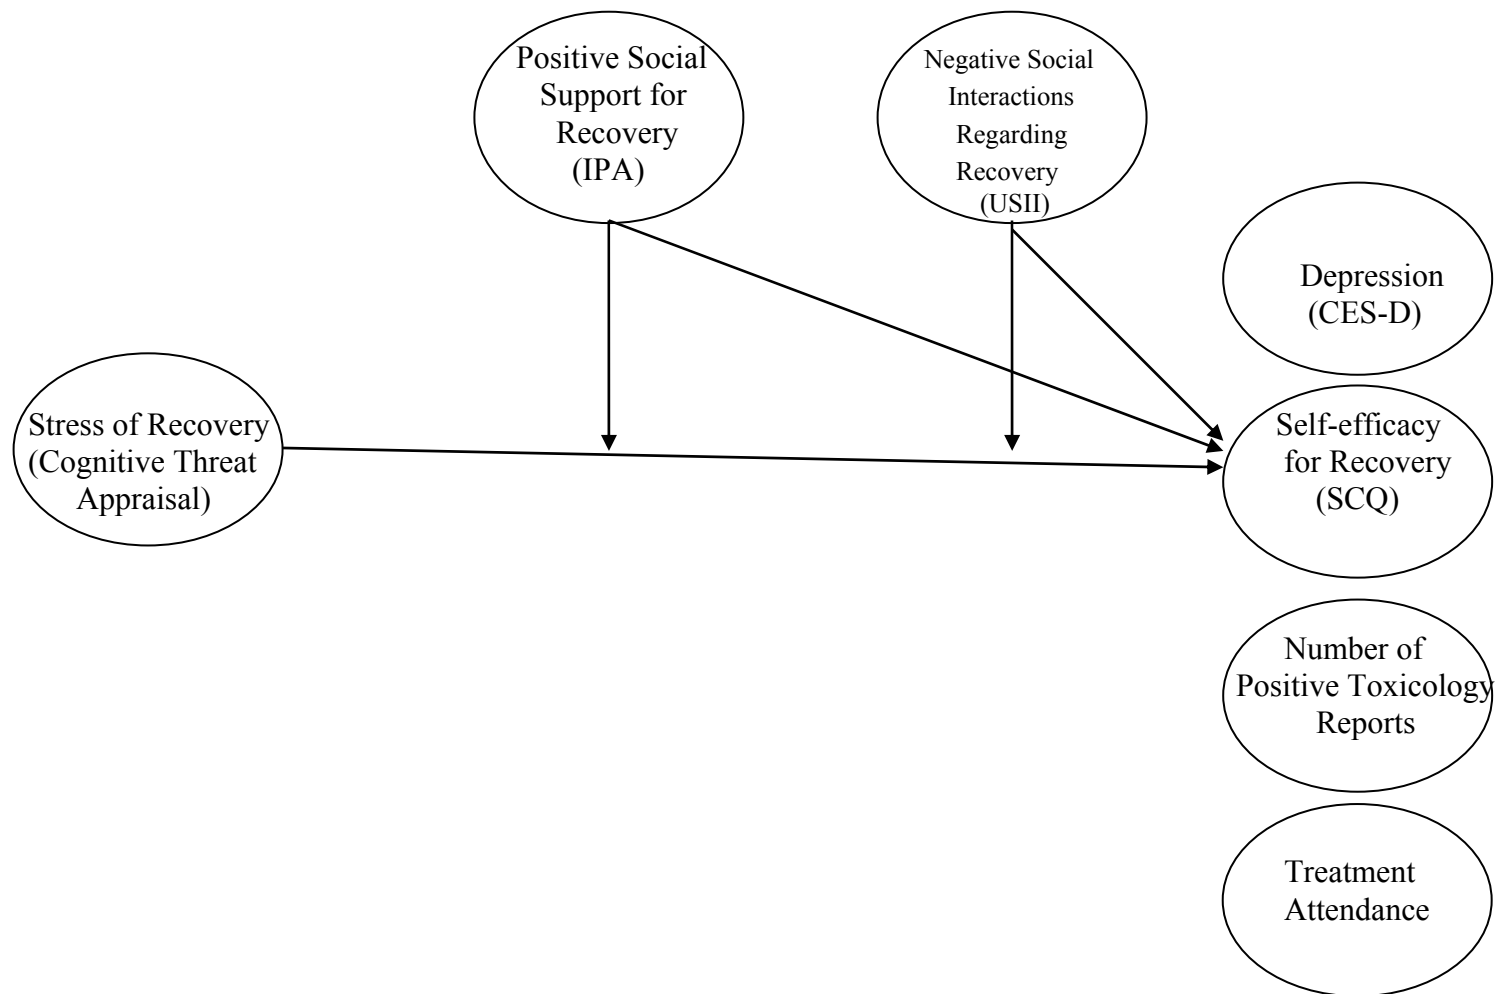 Positive Social
Support for
Recovery
(IPA)
Negative Social
Interactions
Regarding
Recovery
(USII)
Depression
(CES-D)
Stress of Recovery
(Cognitive Threat
Appraisal)
Self-efficacy
for Recovery
(SCQ)
Number of
Positive Toxicology
Reports
Treatment
Attendance